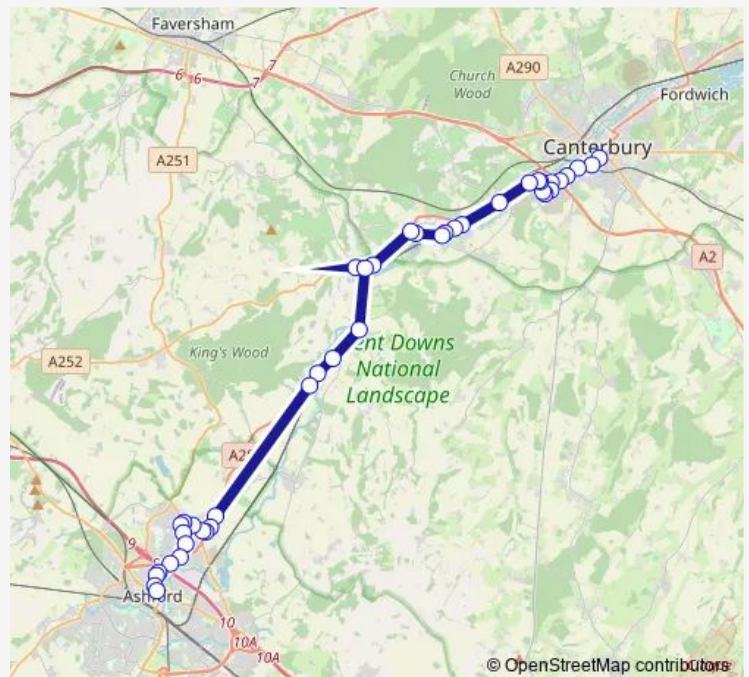 Faversham
7
6
6
7
A290
Church
Wood
Fordwich
Canterbury
A251
A2
King's Wood
ent Downs
National
Landscape
A252
A2
9
Ashford
10
10A
10A
© OpenStreetMap contributors